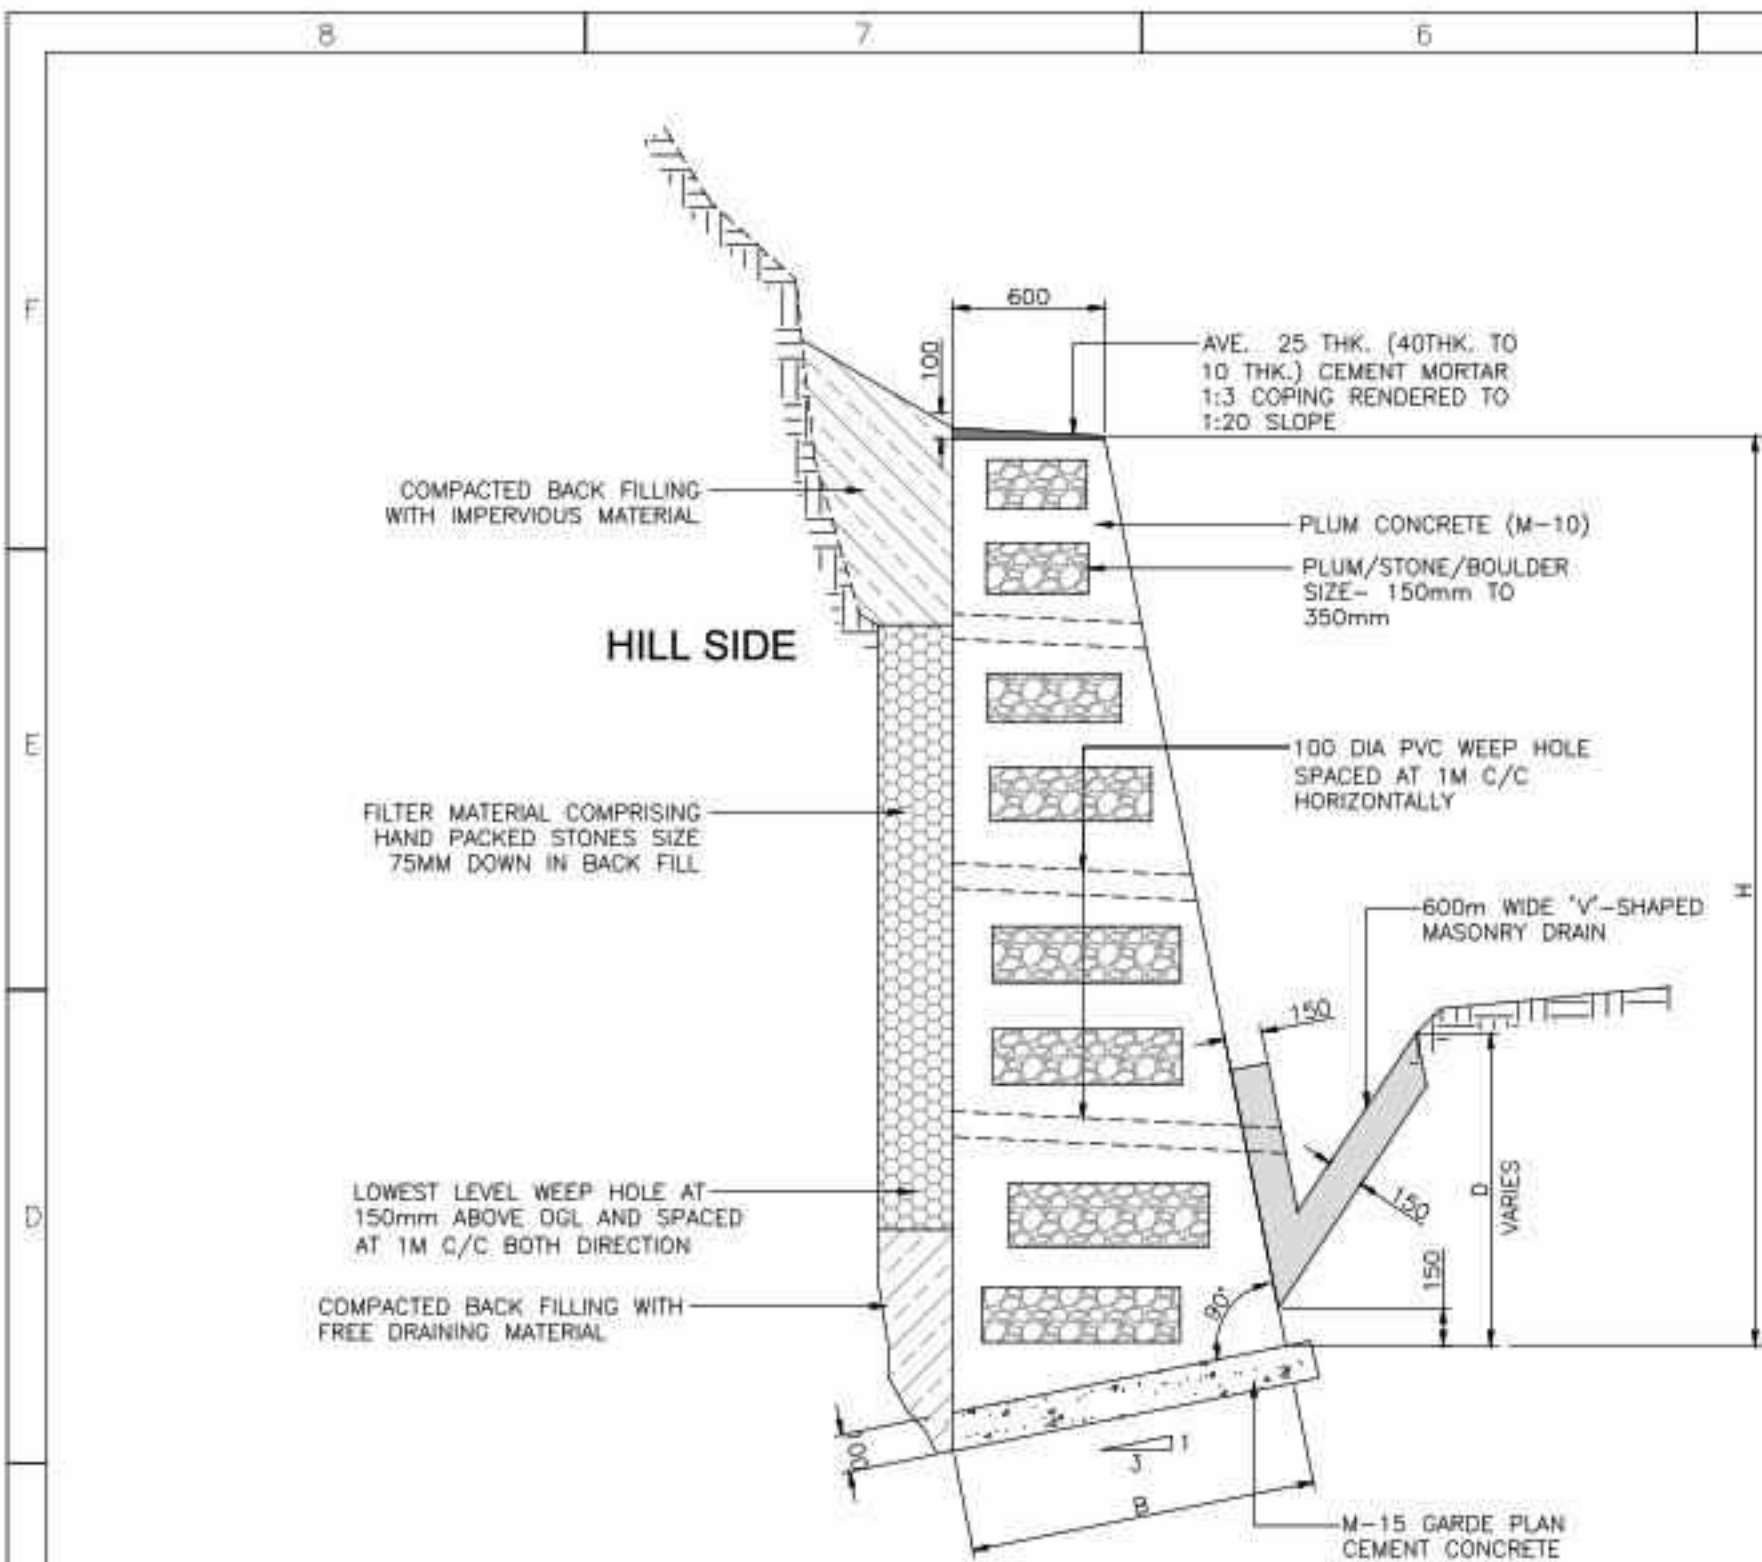 8 7 6
F
600
100
AVE. 25 THK. (40THK. TO
10 THK.) CEMENT MORTAR
1:3 COPING RENDERED TO
1:20 SLOPE
COMPACTED BACK FILLING
WITH IMPERVIOUS MATERIAL
PLUM CONCRETE (M-10)
PLUM/STONE/BOULDER
SIZE- 150mm TO
350mm
HILL SIDE
E
100 DIA PVC WEEP HOLE
SPACED AT 1M C/C
HORIZONTALLY
FILTER MATERIAL COMPRISING
HAND PACKED STONES SIZE
75MM DOWN IN BACK FILL
H
600m WIDE "V"-SHAPED
MASONRY DRAIN
150
D
LOWEST LEVEL WEEP HOLE AT
150mm ABOVE OGL AND SPACED
AT 1M C/C BOTH DIRECTION
150
D
VARIES
150
90°
COMPACTED BACK FILLING WITH
FREE DRAINING MATERIAL
100
1
3
B
M-15 GARDE PLAN
CEMENT CONCRETE